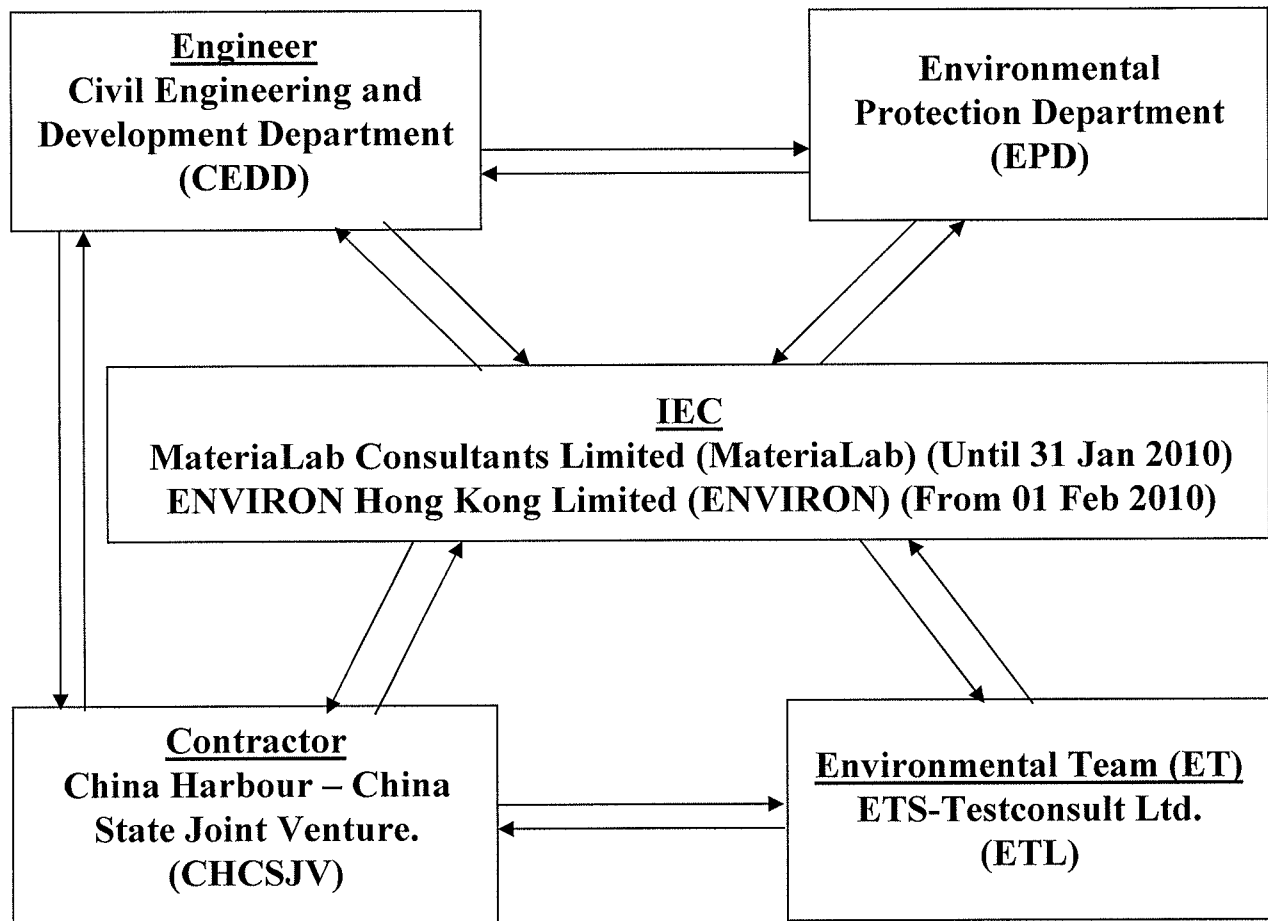 Engineer
Civil Engineering and
Development Department
(CEDD)
Environmental
Protection Department
(EPD)
IEC
MateriaLab Consultants Limited (MateriaLab) (Until 31 Jan 2010)
ENVIRON Hong Kong Limited (ENVIRON) (From 01 Feb 2010)
Contractor
China Harbour – China
State Joint Venture.
(CHCSJV)
Environmental Team (ET)
ETS-Testconsult Ltd.
(ETL)